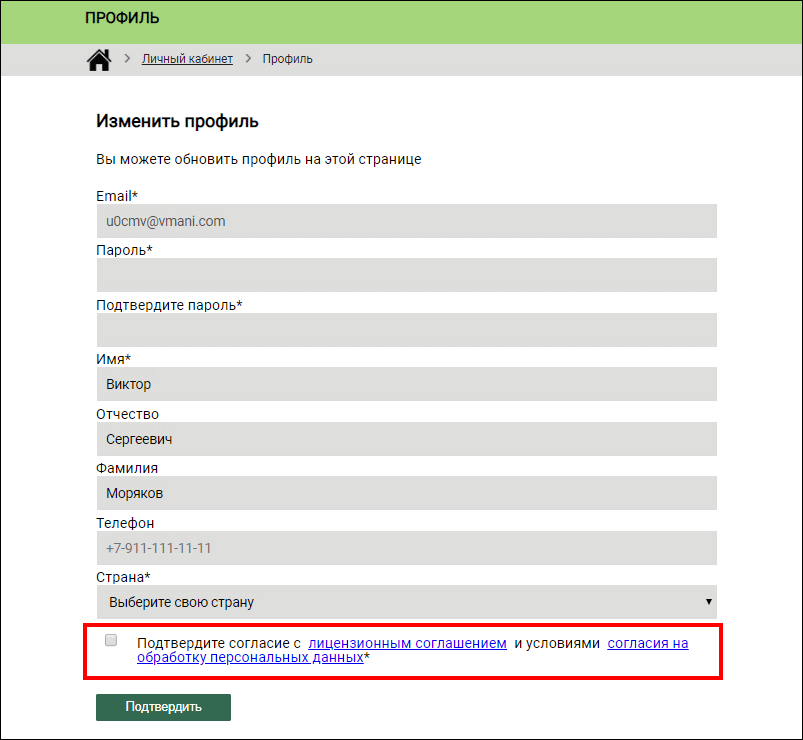 ПРОФИЛЬ
Личный кабинет > Профиль
Изменить профиль
Вы можете обновить профиль на этой странице
Email*
u0cmv@vmani.com
Пароль*
Подтвердите пароль*
Имя*
Виктор
Отчество
Сергеевич
Фамилия
Моряков
Телефон
+7-911-111-11-11
Страна*
Выберите свою страну
Подтвердите согласие с лицензионным соглашением и условиями согласия на
обработку персональных данных*
Подтвердить